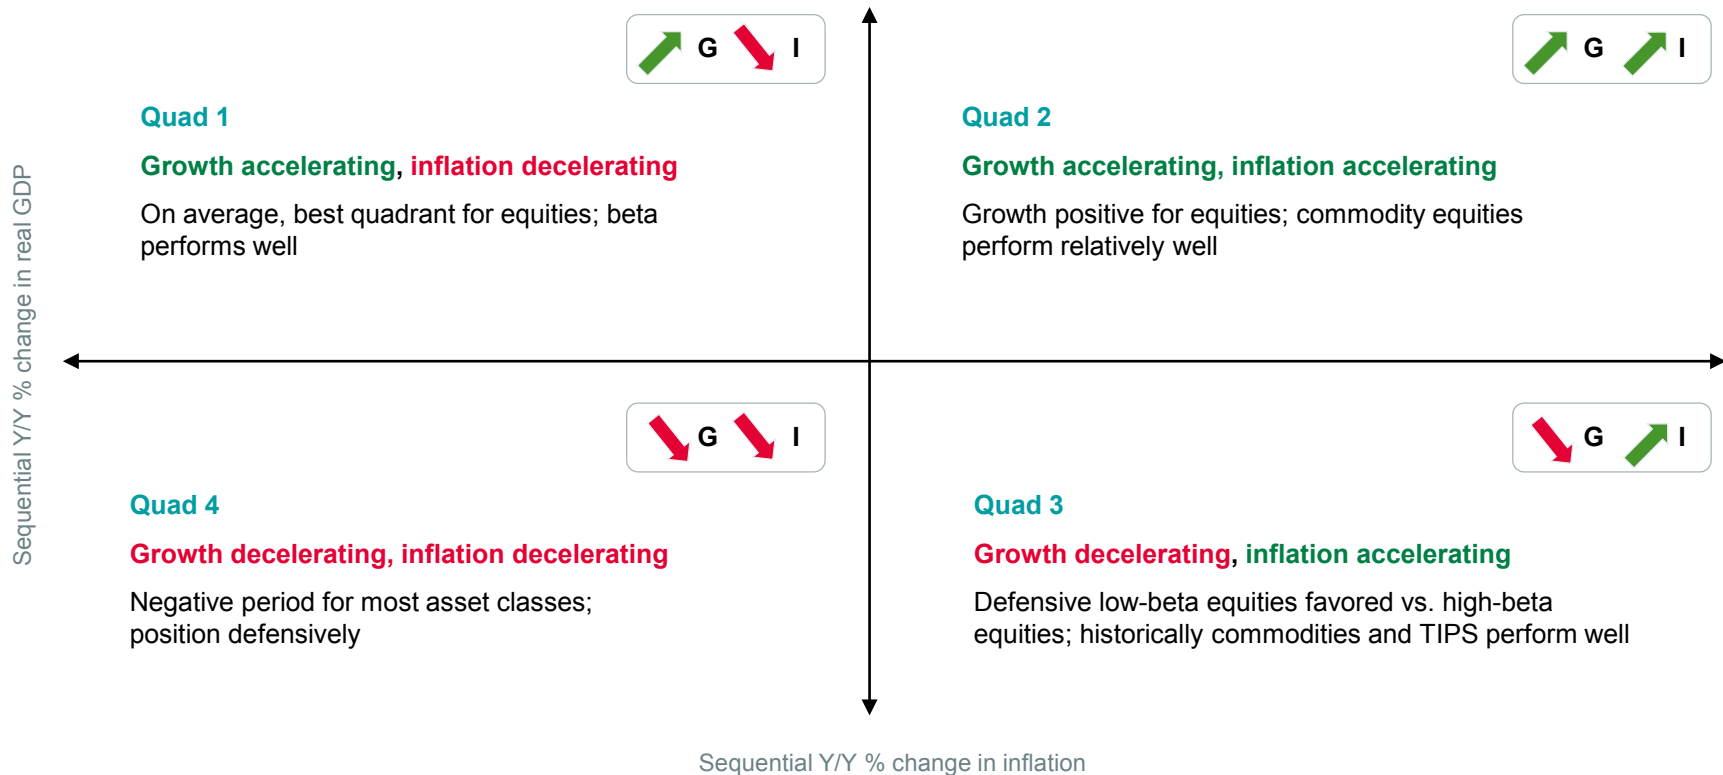 G I
G I
Quad 1
Growth accelerating, inflation decelerating
On average, best quadrant for equities; beta
performs well
Quad 2
Growth accelerating, inflation accelerating
Growth positive for equities; commodity equities
perform relatively well
Sequential Y/Y % change in real GDP
G I
G I
Quad 4
Growth decelerating, inflation decelerating
Negative period for most asset classes;
position defensively
Quad 3
Growth decelerating, inflation accelerating
Defensive low-beta equities favored vs. high-beta
equities; historically commodities and TIPS perform well
Sequential Y/Y % change in inflation